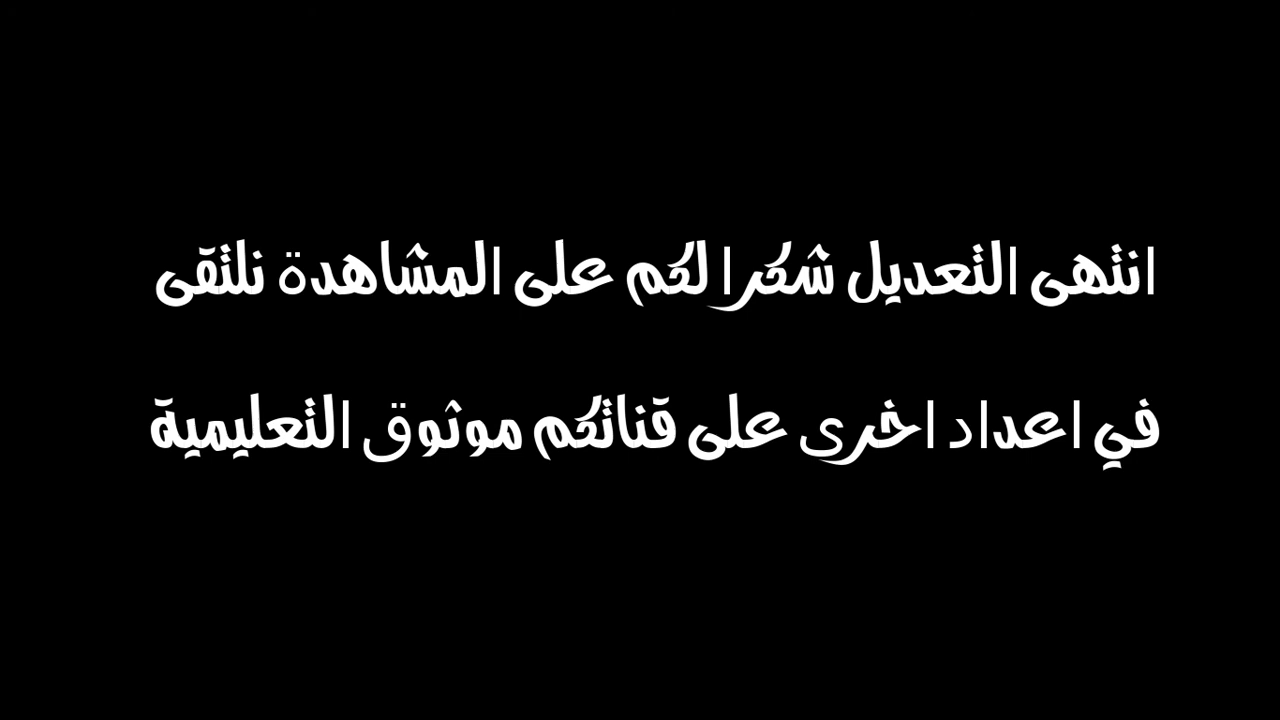 انتهى التعديل شكرا لكم على المشاهدة نلتقى
في اعداد اخرى على قناتكم موثوق التعليمية